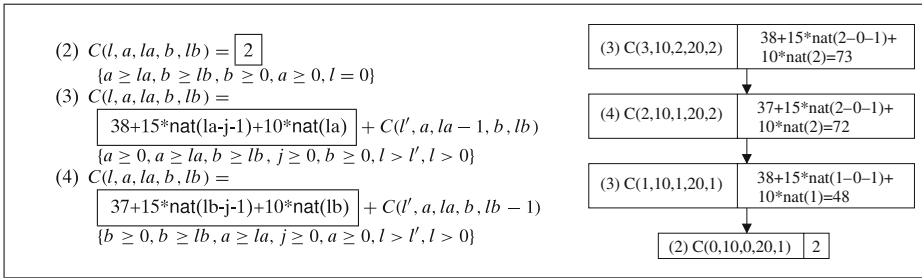 (2) C(l, a, la, b, lb) = 2
{a ≥ la, b ≥ lb, b ≥ 0, a ≥ 0, l = 0}
(3) C(l, a, la, b, lb) =
38+15*nat(la-j-1)+10*nat(la) + C(l′, a, la − 1, b, lb)
{a ≥ 0, a ≥ la, b ≥ lb, j ≥ 0, b ≥ 0, l > l′, l > 0}
(4) C(l, a, la, b, lb) =
37+15*nat(lb-j-1)+10*nat(lb) + C(l′, a, la, b, lb − 1)
{b ≥ 0, b ≥ lb, a ≥ la, j ≥ 0, a ≥ 0, l > l′, l > 0}
(3) C(3,10,2,20,2)
38+15*nat(2−0−1)+
10*nat(2)=73
(4) C(2,10,1,20,2)
37+15*nat(2−0−1)+
10*nat(2)=72
(3) C(1,10,1,20,1)
38+15*nat(1−0−1)+
10*nat(1)=48
(2) C(0,10,0,20,1) 2